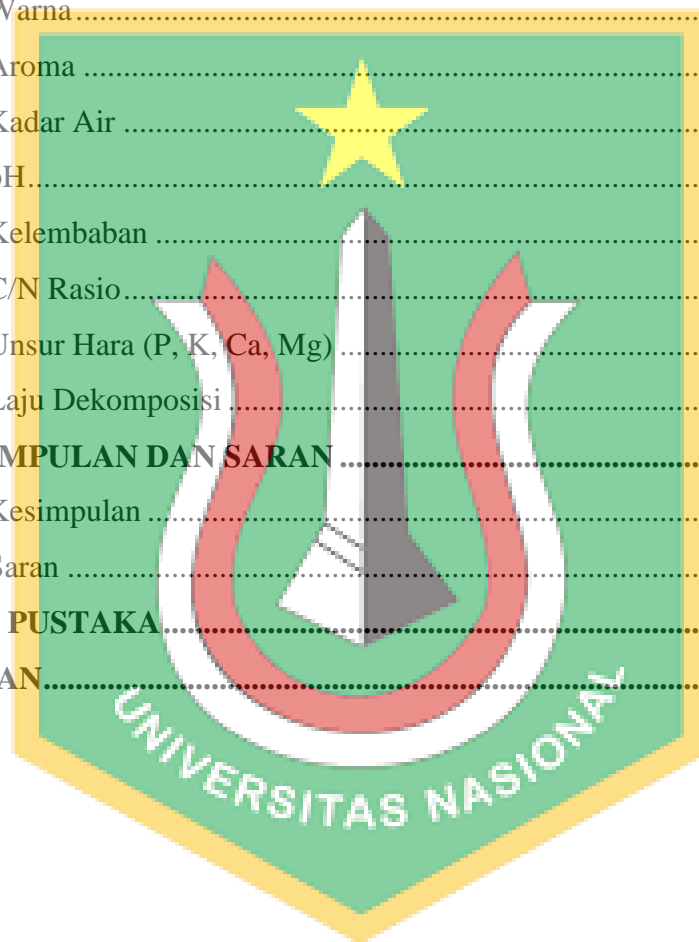 Warna ........................................................................
Aroma ........................................................................
Kadar Air ........................................................................
pH........................................................................
Kelembaban ........................................................................
C/N Rasio........................................................................
Unsur Hara (P, K, Ca, Mg) ..................................................
Laju Dekomposisi ..............................................................
MPULAN DAN SARAN ..................................................
Kesimpulan ........................................................................
Saran ........................................................................
PUSTAKA..................................................................
AN........................................................................
UNIVERSITAS NASIONAL